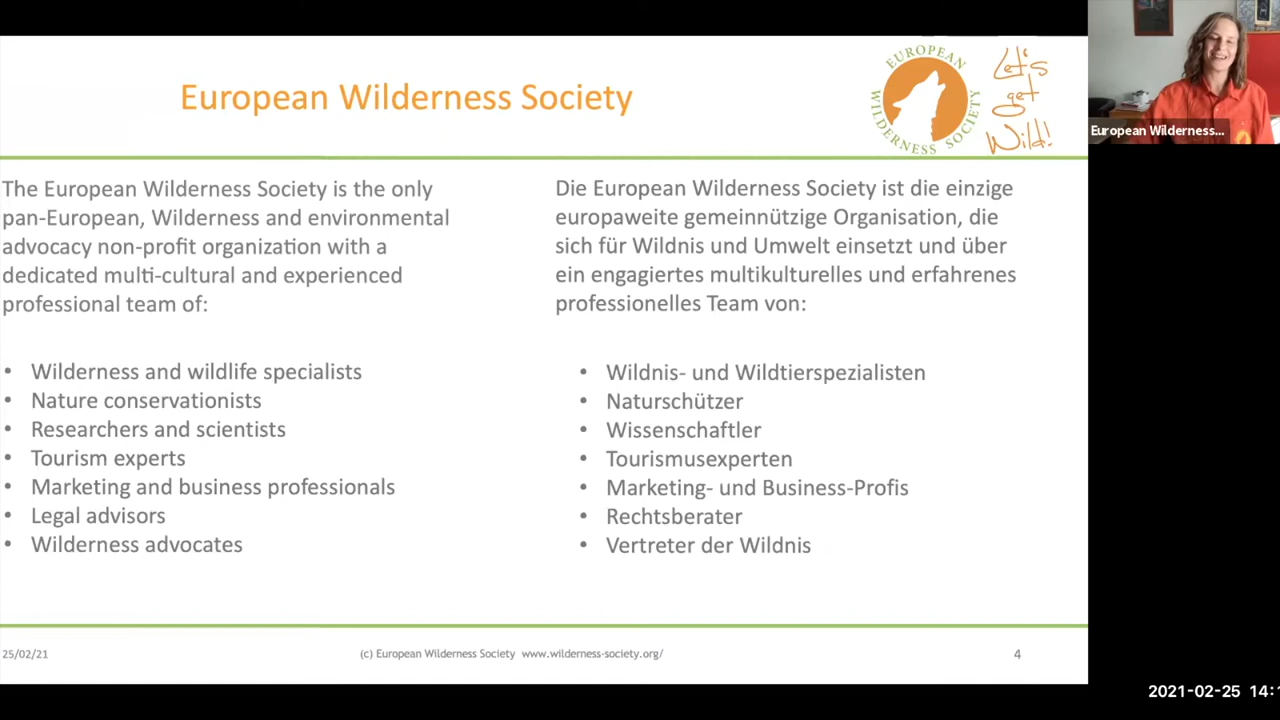 European Wilderness Society
EUROPEAN
WILDERNESS SOCIETY
Let's
get
Wild!
European Wilderness...
The European Wilderness Society is the only
pan-European, Wilderness and environmental
advocacy non-profit organization with a
dedicated multi-cultural and experienced
professional team of:
• Wilderness and wildlife specialists
• Nature conservationists
• Researchers and scientists
• Tourism experts
• Marketing and business professionals
• Legal advisors
• Wilderness advocates
Die European Wilderness Society ist die einzige
europaweite gemeinnützige Organisation, die
sich für Wildnis und Umwelt einsetzt und über
ein engagiertes multikulturelles und erfahrenes
professionelles Team von:
• Wildnis- und Wildtierspezialisten
• Naturschützer
• Wissenschaftler
• Tourismusexperten
• Marketing- und Business-Profis
• Rechtsberater
• Vertreter der Wildnis
25/02/21
(c) European Wilderness Society www.wilderness-society.org/
4
2021-02-25 14: